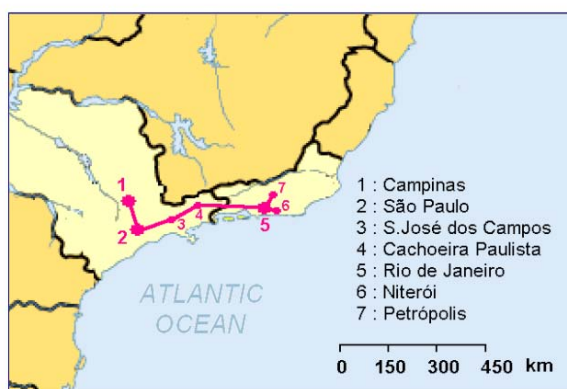 1
2
3
4
5
6
7
ATLANTIC
OCEAN
1 : Campinas
2 : São Paulo
3 : S.José dos Campos
4 : Cachoeira Paulista
5 : Rio de Janeiro
6 : Niterói
7 : Petrópolis
0 150 300 450 km